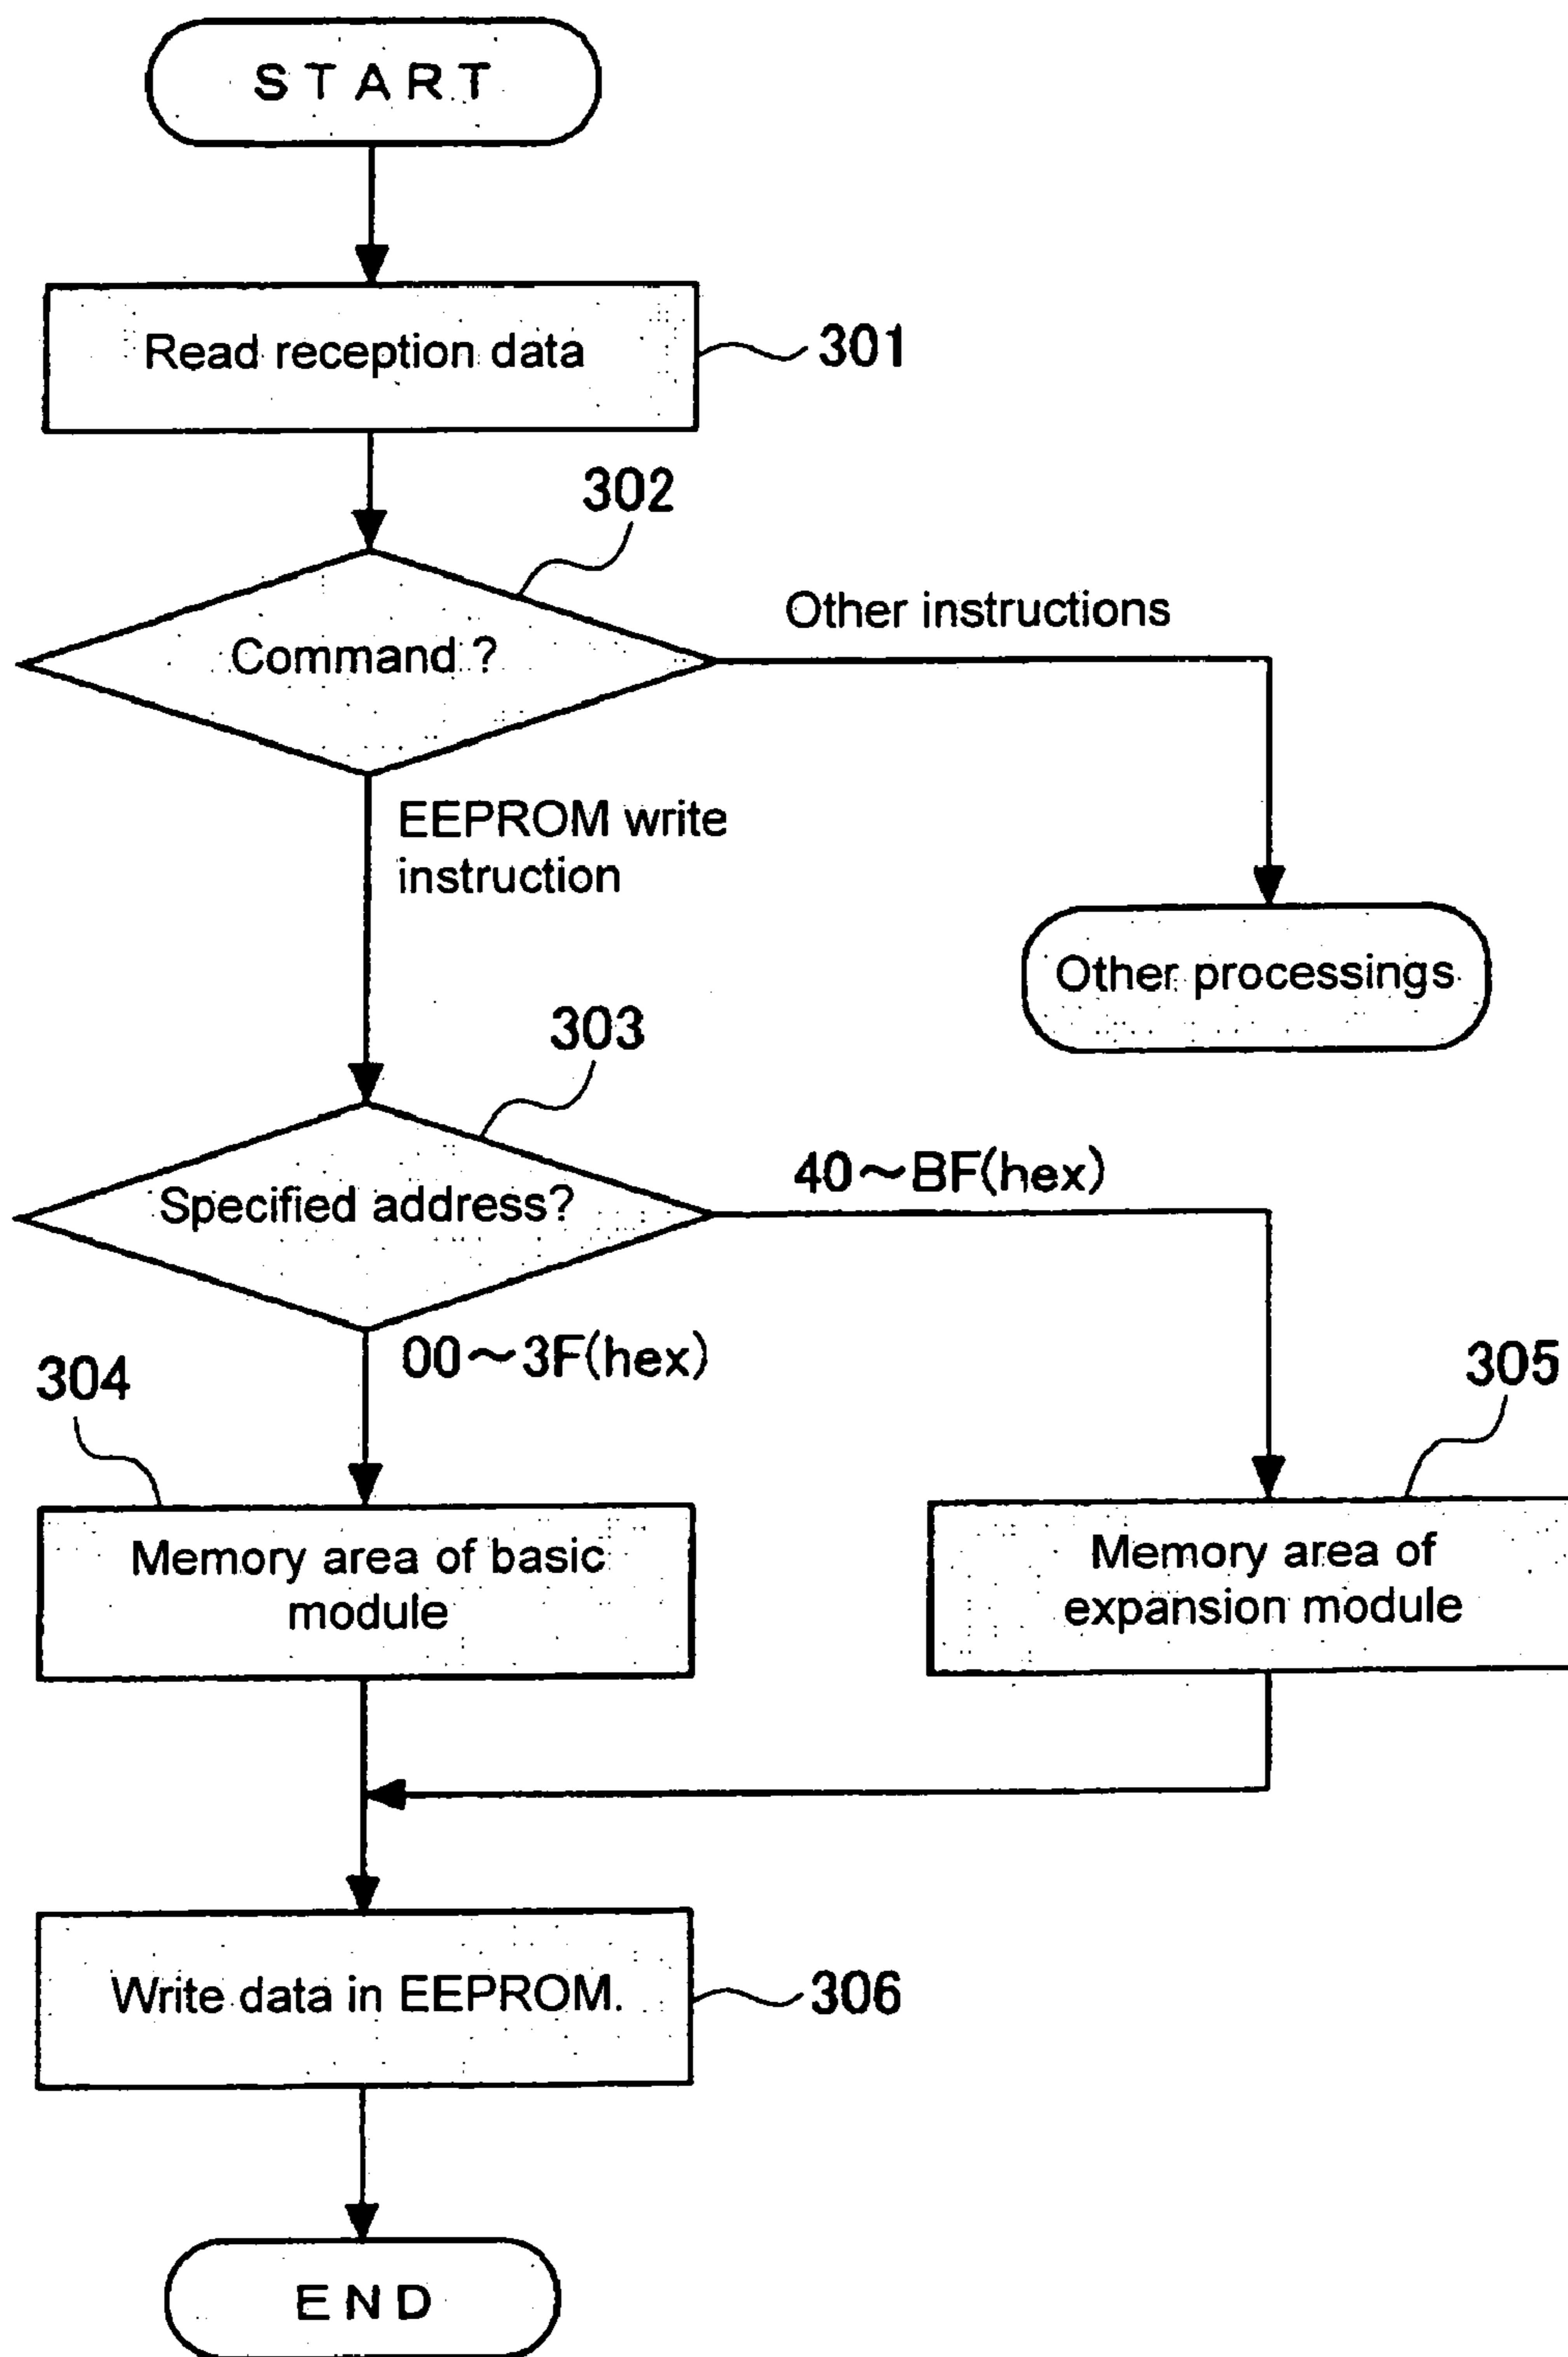 START
Read reception data
301
302
Command ?
Other instructions
EEPROM write
instruction
Other processings
303
Specified address?
40～BF(hex)
00～3F(hex)
304
305
Memory area of basic
module
Memory area of
expansion module
Write data in EEPROM.
306
END